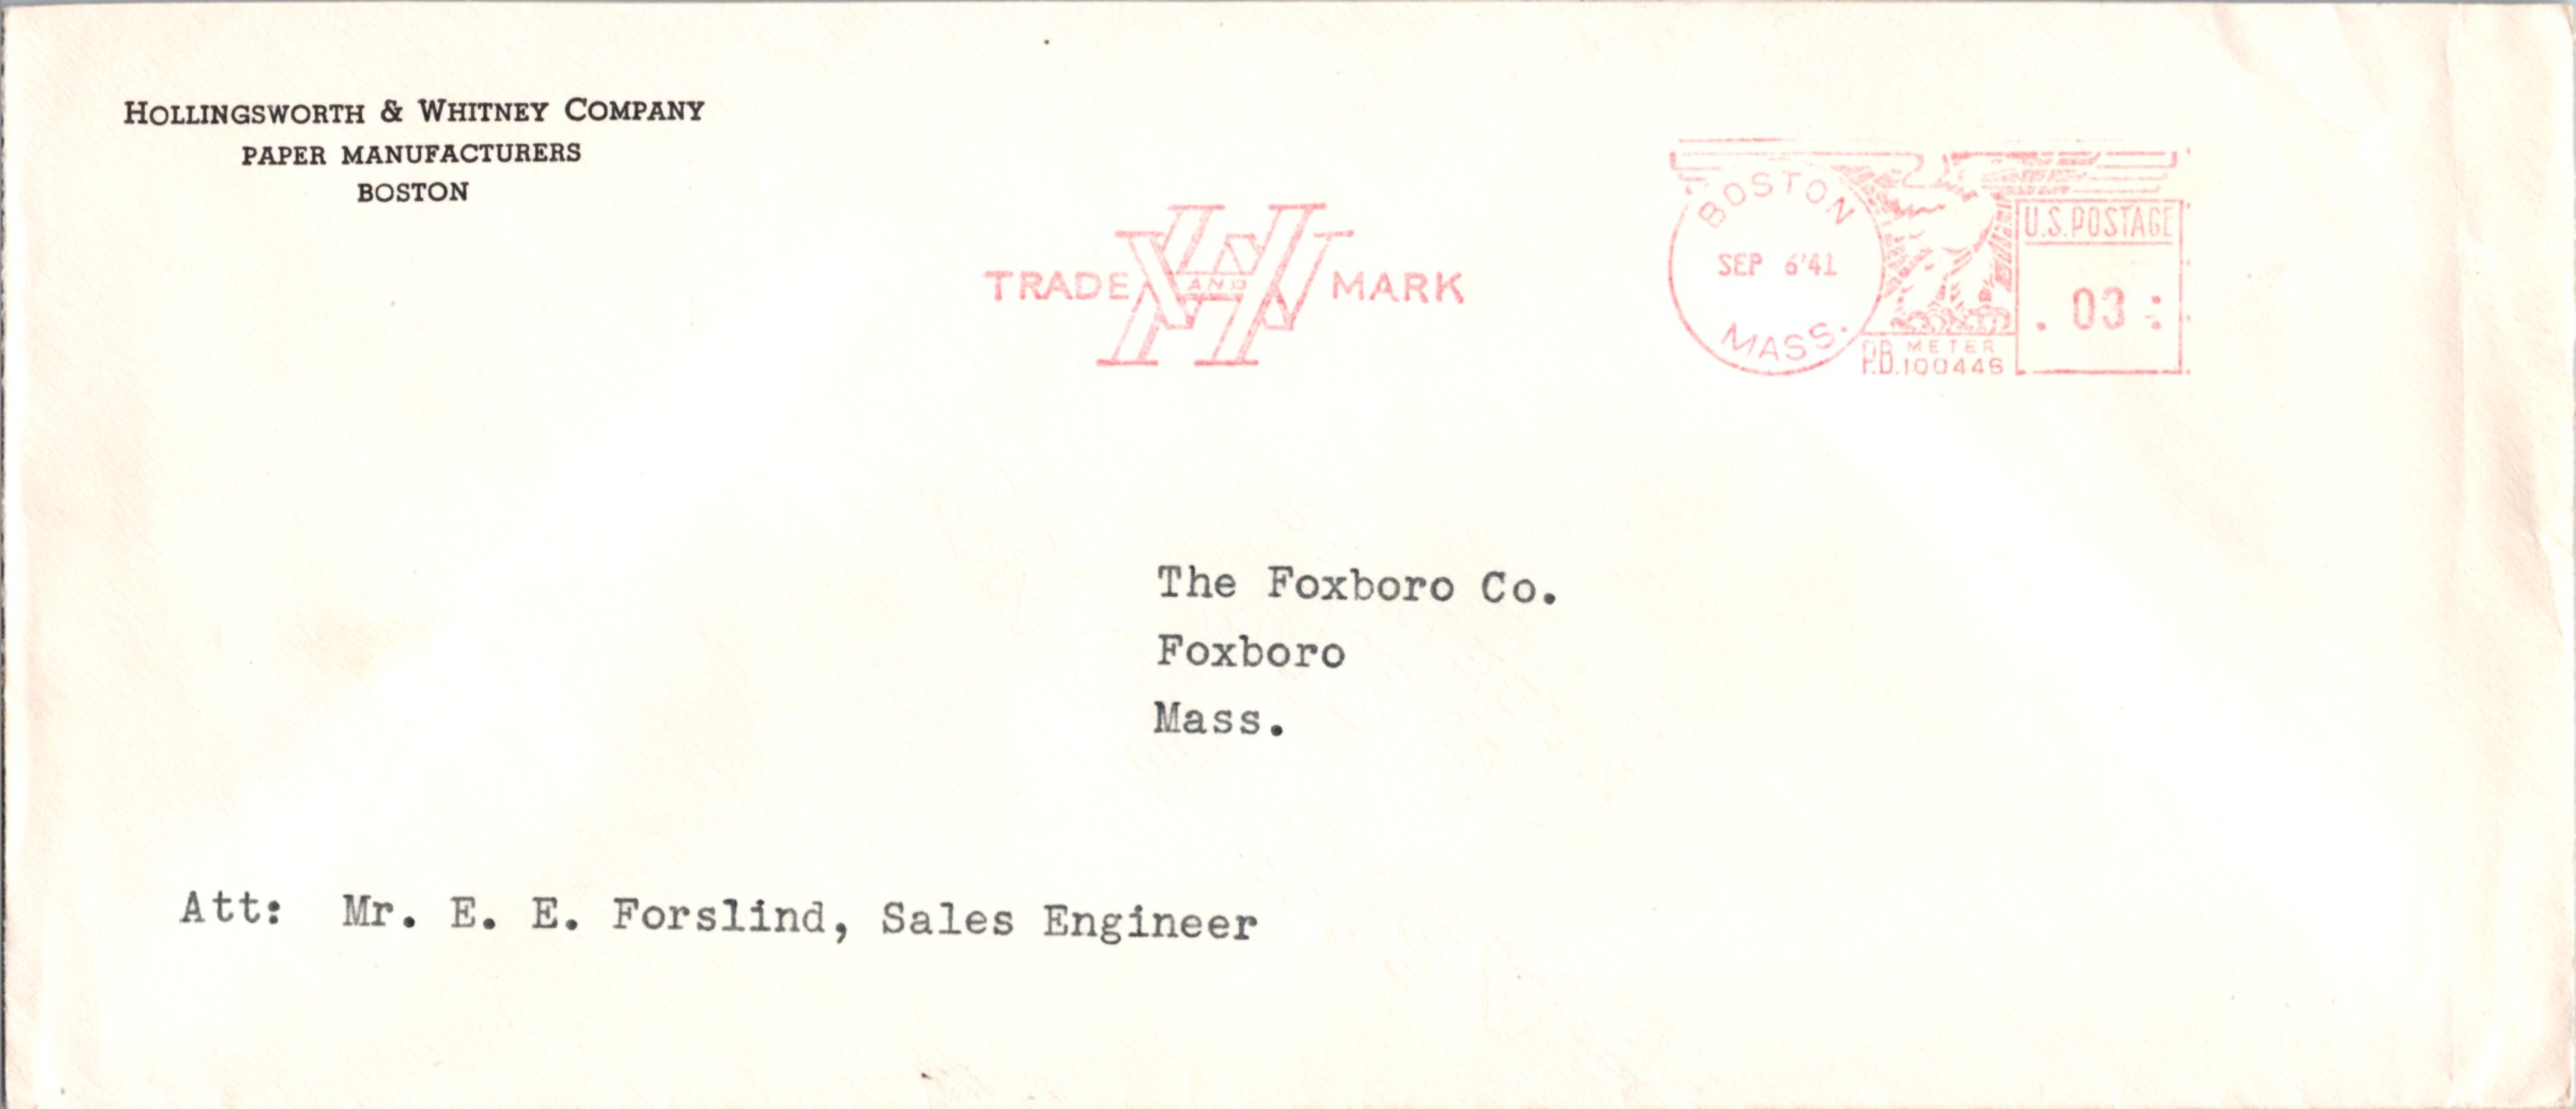 HOLLINGSWORTH & WHITNEY COMPANY
PAPER MANUFACTURERS
BOSTON
TRADE H AND W MARK
BOSTON
SEP 6'41
MASS.
P.B. METER
100446
U.S. POSTAGE
.03
The Foxboro Co.
Foxboro
Mass.
Att: Mr. E. E. Forslind, Sales Engineer